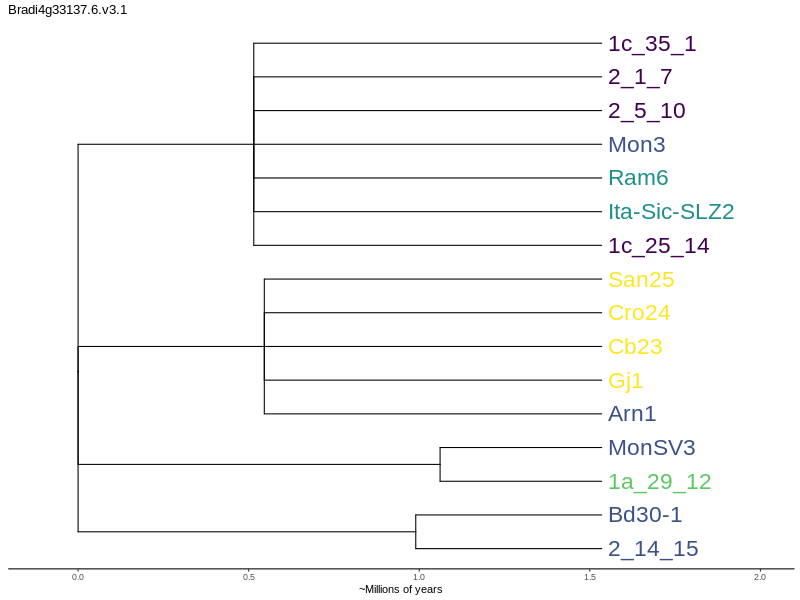 Bradi4g33137.6.v3.1
1c_35_1
2_1_7
2_5_10
Mon3
Ram6
Ita-Sic-SLZ2
1c_25_14
San25
Cro24
Cb23
Gj1
Arn1
MonSV3
1a_29_12
Bd30-1
2_14_15
0.0 0.5 1.0 1.5 2.0
~Millions of years